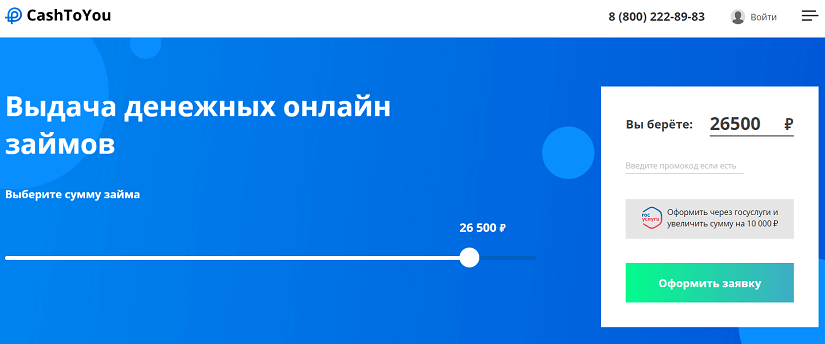 CashToYou
8 (800) 222-89-83
Войти
Выдача денежных онлайн
займов
Выберите сумму займа
26 500 ₽
Вы берёте:
26500 ₽
Введите промокод если есть
гос
услуги
Оформить через госуслуги и
увеличить сумму на 10 000 ₽
Оформить заявку